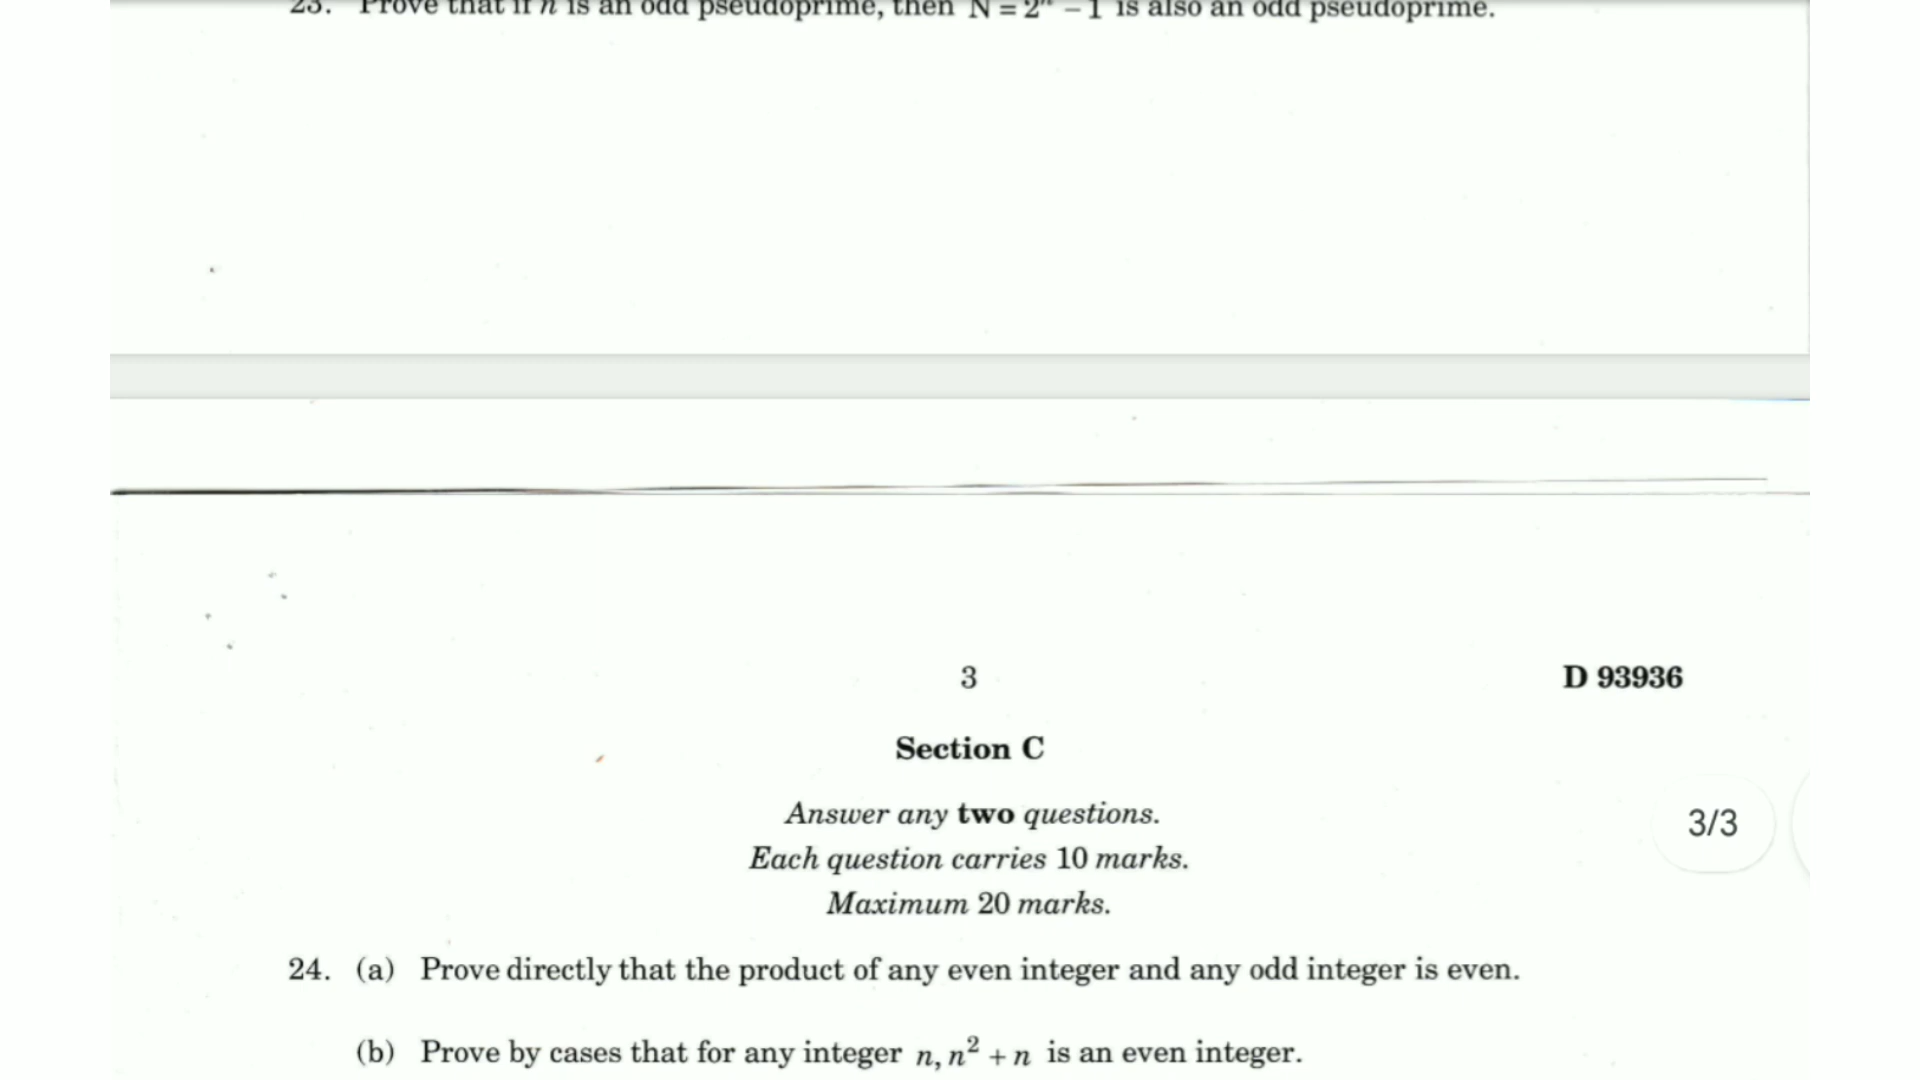 23. Prove that if n is an odd pseudoprime, then N = 2ⁿ – 1 is also an odd pseudoprime.
3
D 93936
Section C
Answer any two questions.
Each question carries 10 marks.
Maximum 20 marks.
3/3
24. (a) Prove directly that the product of any even integer and any odd integer is even.
(b) Prove by cases that for any integer n, n² + n is an even integer.